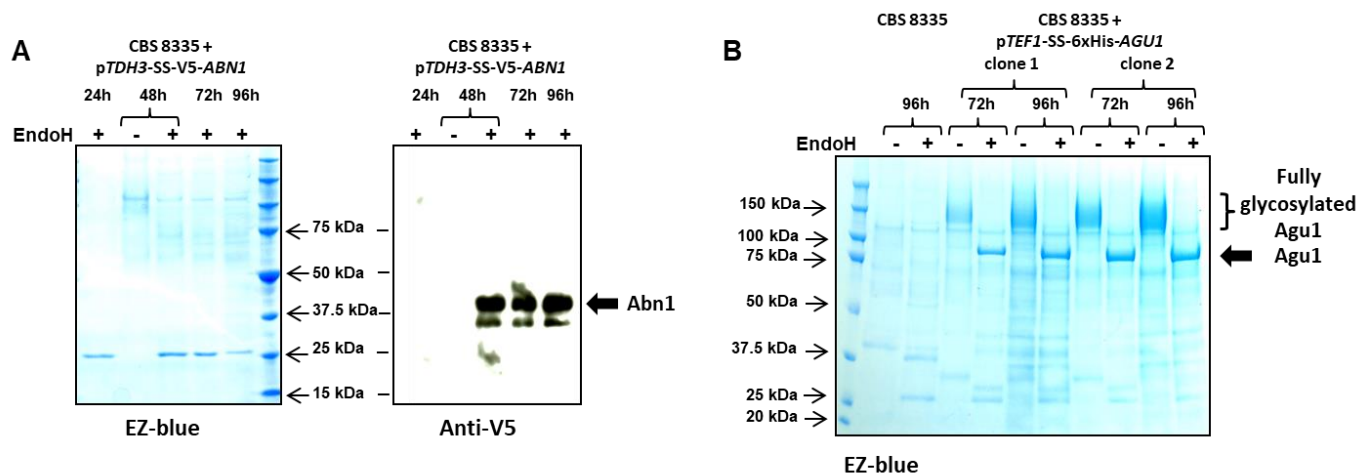 A
CBS 8335 +
pTDH3-SS-V5-ABN1
24h 48h 72h 96h
EndoH + - + + +
75 kDa
50 kDa
37.5 kDa
25 kDa
15 kDa
EZ-blue
CBS 8335 +
pTDH3-SS-V5-ABN1
24h 48h 72h 96h
+ - + + +
Abn1
Anti-V5
B
CBS 8335
CBS 8335 +
pTEF1-SS-6xHis-AGU1
clone 1 clone 2
96h 72h 96h 72h 96h
EndoH - + - + - + - + - +
150 kDa
100 kDa
75 kDa
50 kDa
37.5 kDa
25 kDa
20 kDa
Fully
glycosylated
Agu1
Agu1
EZ-blue